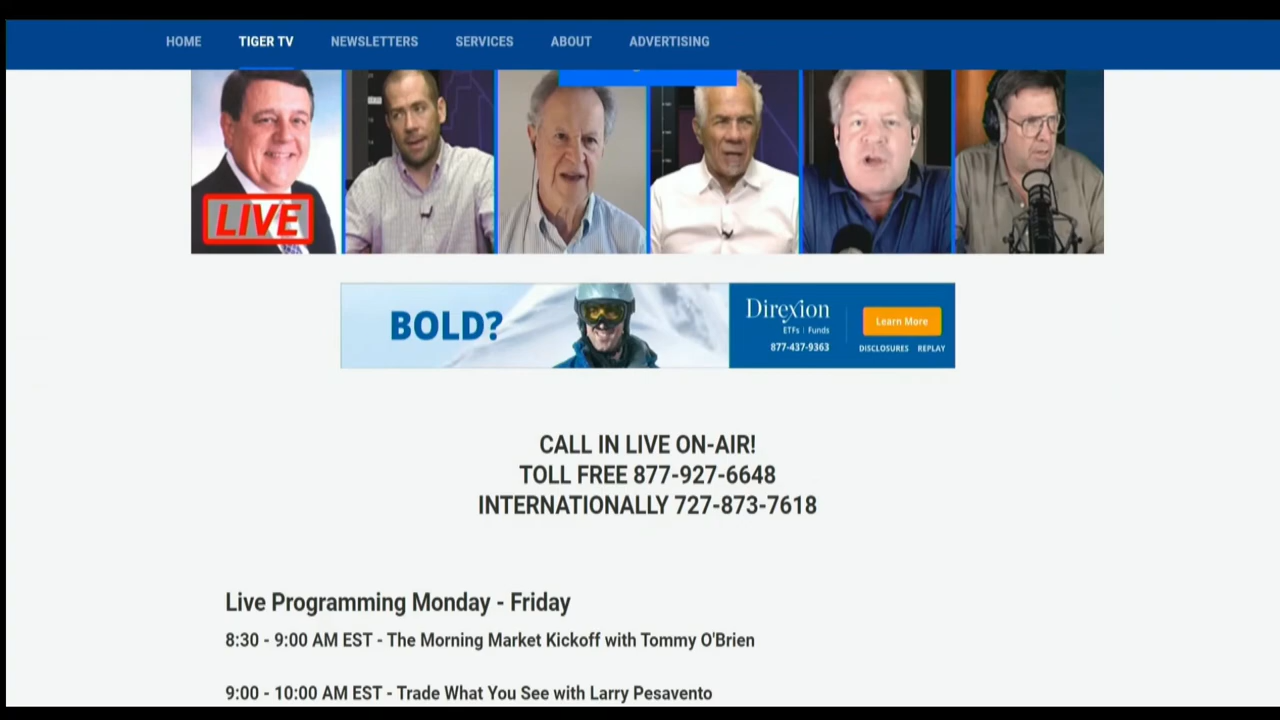 HOME TIGER TV NEWSLETTERS SERVICES ABOUT ADVERTISING
LIVE
BOLD?
Direxion
ETFs | Funds
877-437-9363
Learn More
DISCLOSURES REPLAY
CALL IN LIVE ON-AIR!
TOLL FREE 877-927-6648
INTERNATIONALLY 727-873-7618
Live Programming Monday - Friday
8:30 - 9:00 AM EST - The Morning Market Kickoff with Tommy O'Brien
9:00 - 10:00 AM EST - Trade What You See with Larry Pesavento